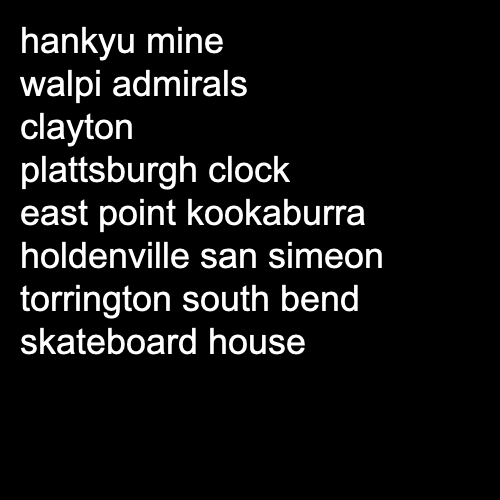 hankyu mine
walpi admirals
clayton
plattsburgh clock
east point kookaburra
holdenville san simeon
torrington south bend
skateboard house